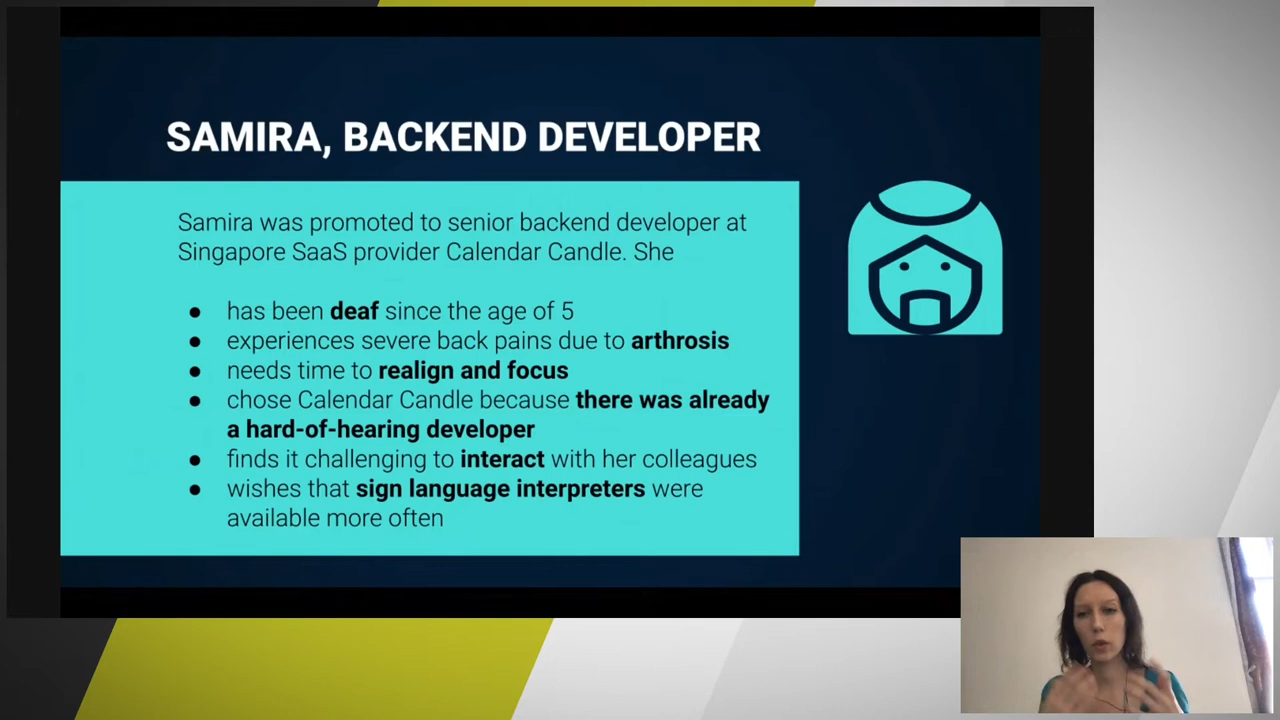 SAMIRA, BACKEND DEVELOPER
Samira was promoted to senior backend developer at
Singapore SaaS provider Calendar Candle. She
● has been deaf since the age of 5
● experiences severe back pains due to arthrosis
● needs time to realign and focus
● chose Calendar Candle because there was already
a hard-of-hearing developer
● finds it challenging to interact with her colleagues
● wishes that sign language interpreters were
available more often